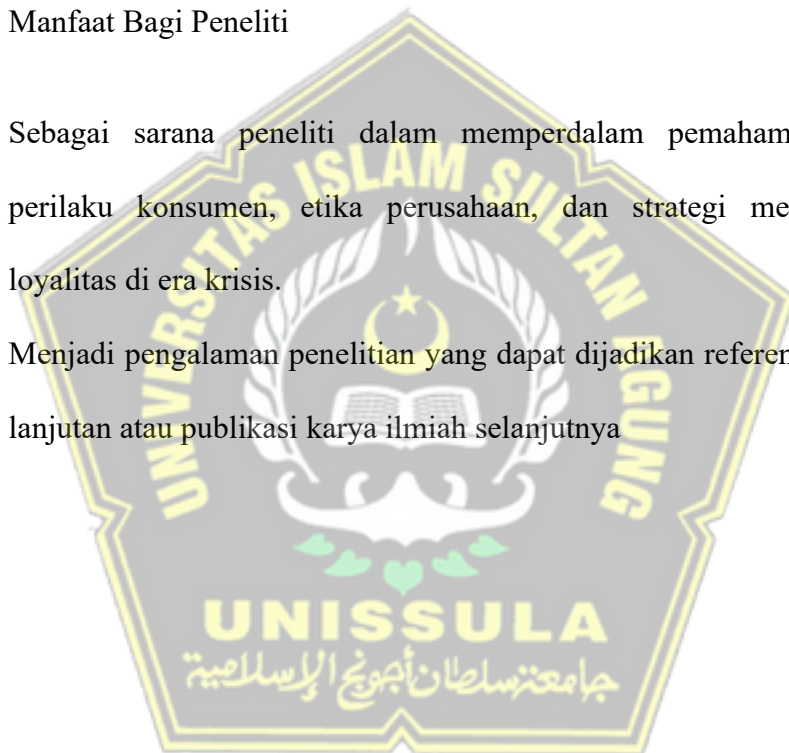 Manfaat Bagi Peneliti
Sebagai sarana peneliti dalam memperdalam
perilaku konsumen, etika perusahaan, dan strategi
loyalitas di era krisis.
Menjadi pengalaman penelitian yang dapat dijadikan
lanjutan atau publikasi karya ilmiah selanjutnya
UNIVERSITAS ISLAM SULTAN AGUNG
UNISSULA
جامعة سلطان أجونج الإسلامية